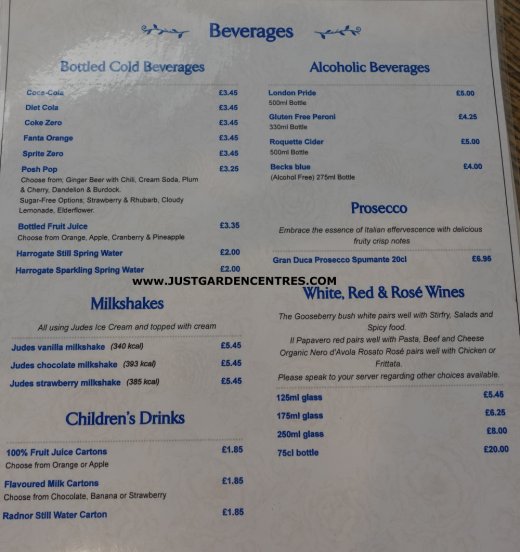 Beverages
Bottled Cold Beverages
Coca-Cola £3.45
Diet Cola £3.45
Coke Zero £3.45
Fanta Orange £3.45
Sprite Zero £3.45
Posh Pop £3.25
Choose from; Ginger Beer with Chili, Cream Soda, Plum
& Cherry, Dandelion & Burdock.
Sugar-Free Options; Strawberry & Rhubarb, Cloudy
Lemonade, Elderflower.
Bottled Fruit Juice £3.35
Choose from Orange, Apple, Cranberry & Pineapple
Harrogate Still Spring Water £2.00
Harrogate Sparkling Spring Water £2.00
Milkshakes
All using Judes Ice Cream and topped with cream
Judes vanilla milkshake (340 kcal) £5.45
Judes chocolate milkshake (393 kcal) £5.45
Judes strawberry milkshake (385 kcal) £5.45
Children's Drinks
100% Fruit Juice Cartons £1.85
Choose from Orange or Apple
Flavoured Milk Cartons £1.85
Choose from Chocolate, Banana or Strawberry
Radnor Still Water Carton £1.85
Alcoholic Beverages
London Pride £5.00
500ml Bottle
Gluten Free Peroni £4.25
330ml Bottle
Roquette Cider £5.00
500ml Bottle
Becks blue £4.00
(Alcohol Free) 275ml Bottle
Prosecco
Embrace the essence of Italian effervescence with delicious
fruity crisp notes
Gran Duca Prosecco Spumante 20cl £6.95
WWW.JUSTGARDENCENTRES.COM
White, Red & Rosé Wines
The Gooseberry bush white pairs well with Stirfry, Salads and
Spicy food.
Il Papavero red pairs well with Pasta, Beef and Cheese
Organic Nero d'Avola Rosato Rosé pairs well with Chicken or
Frittata.
Please speak to your server regarding other choices available.
125ml glass £5.45
175ml glass £6.25
250ml glass £8.00
75cl bottle £20.00